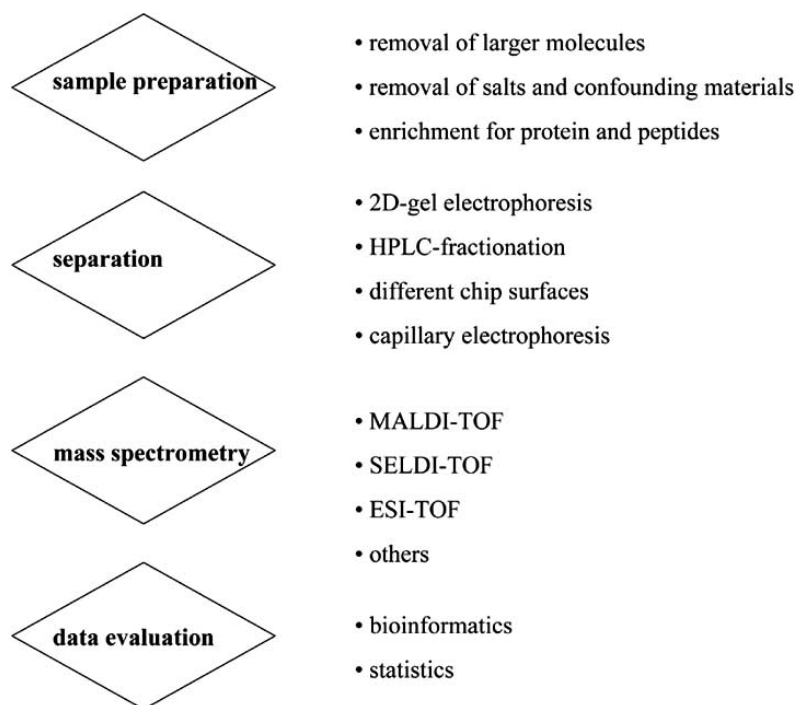 sample preparation
• removal of larger molecules
• removal of salts and confounding materials
• enrichment for protein and peptides
separation
• 2D-gel electrophoresis
• HPLC-fractionation
• different chip surfaces
• capillary electrophoresis
mass spectrometry
• MALDI-TOF
• SELDI-TOF
• ESI-TOF
• others
data evaluation
• bioinformatics
• statistics